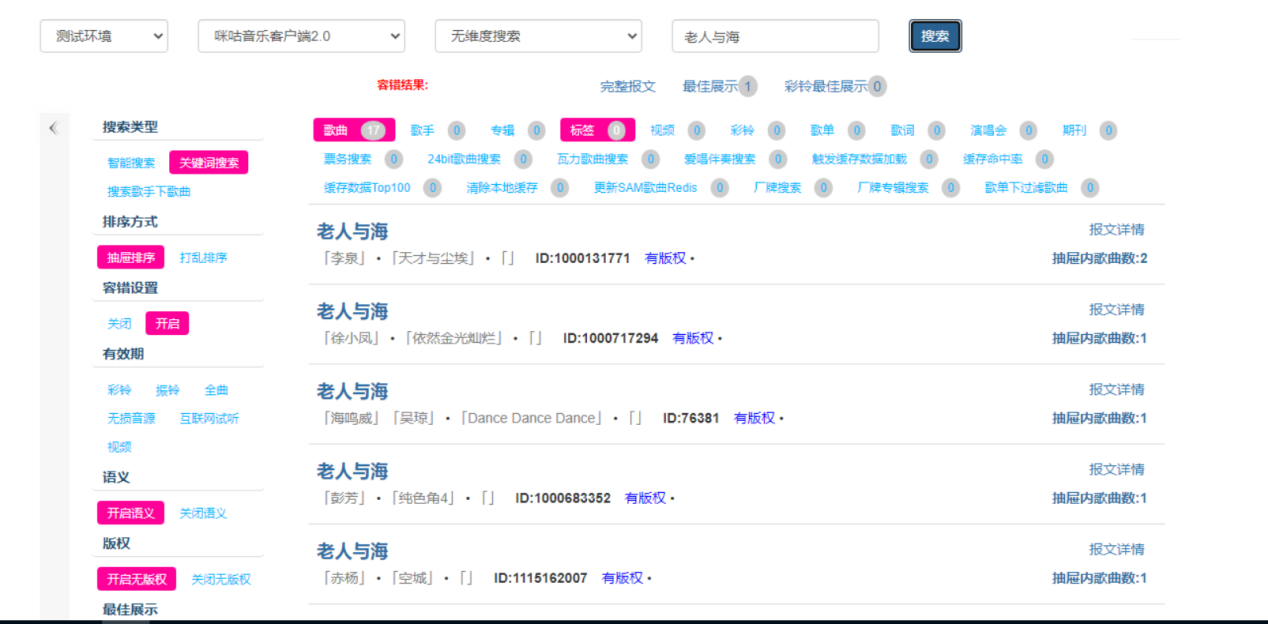 测试环境 咪咕音乐客户端2.0 无维度搜索 老人与海 搜索
容错结果: 完整报文 最佳展示 1 彩铃最佳展示 0
搜索类型
智能搜索 关键词搜索
搜索歌手下歌曲
排序方式
抽屉排序 打乱排序
容错设置
关闭 开启
有效期
彩铃 振铃 全曲
无损音源 互联网试听
视频
语义
开启语义 关闭语义
版权
开启无版权 关闭无版权
最佳展示
歌曲 17 歌手 0 专辑 0 标签 0 视频 0 彩铃 0 歌单 0 歌词 0 演唱会 0 期刊 0
票务搜索 0 24bit歌曲搜索 0 瓦力歌曲搜索 0 爱唱伴奏搜索 0 触发缓存数据加载 0 缓存命中率 0
缓存数据Top100 0 清除本地缓存 0 更新SAM歌曲Redis 0 厂牌搜索 0 厂牌专辑搜索 0 歌单下过滤歌曲 0
老人与海 报文详情
「李泉」·「天才与尘埃」·「」 ID:1000131771 有版权· 抽屉内歌曲数:2
老人与海 报文详情
「徐小凤」·「依然金光灿烂」·「」 ID:1000717294 有版权· 抽屉内歌曲数:1
老人与海 报文详情
「海鸣威」「吴琼」·「Dance Dance Dance」·「」 ID:76381 有版权· 抽屉内歌曲数:1
老人与海 报文详情
「彭芳」·「纯色角4」·「」 ID:1000683352 有版权· 抽屉内歌曲数:1
老人与海 报文详情
「赤杨」·「空城」·「」 ID:1115162007 有版权· 抽屉内歌曲数:1